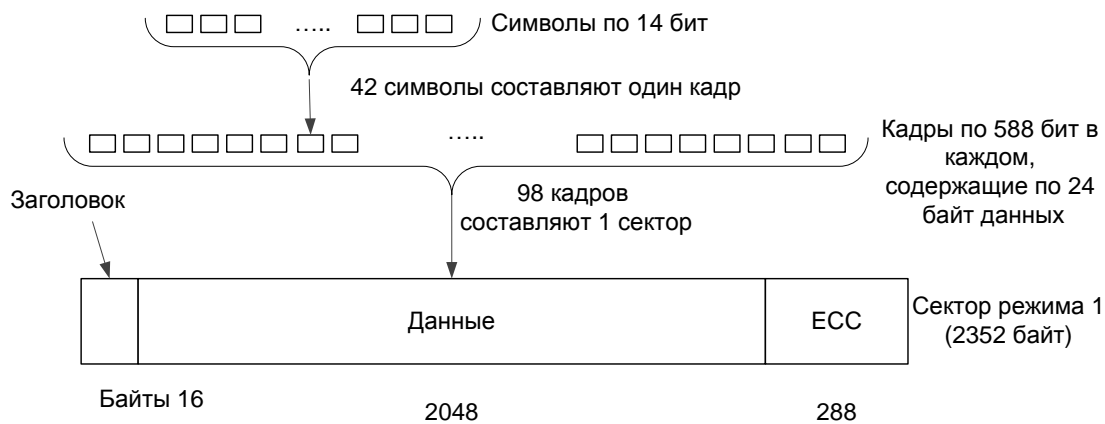 Символы по 14 бит
…..
42 символы составляют один кадр
…..
Кадры по 588 бит в
каждом,
содержащие по 24
байт данных
98 кадров
составляют 1 сектор
Заголовок
Данные
ECC
Сектор режима 1
(2352 байт)
Байты 16
2048
288